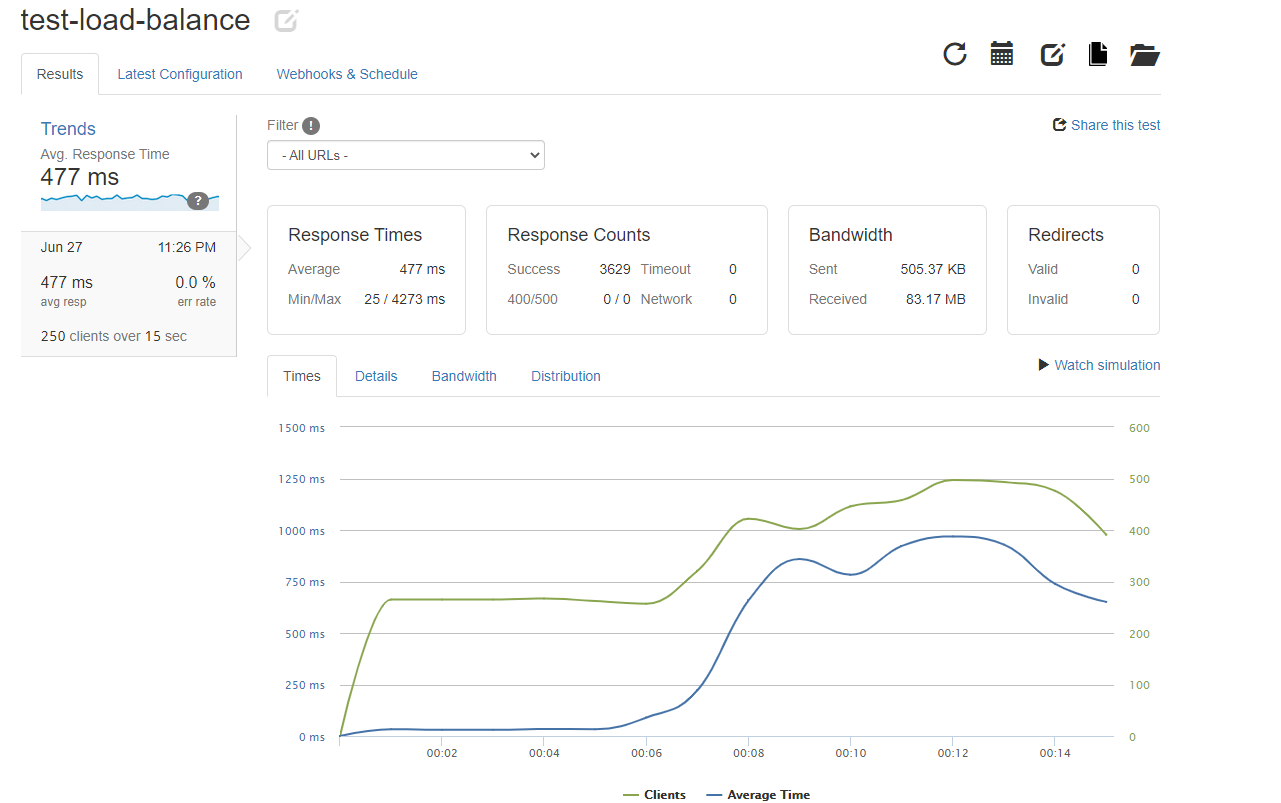 test-load-balance
Results Latest Configuration Webhooks & Schedule
Trends
Avg. Response Time
477 ms
?
Jun 27 11:26 PM
477 ms 0.0 %
avg resp err rate
250 clients over 15 sec
Filter !
Share this test
- All URLs -
Response Times
Average 477 ms
Min/Max 25 / 4273 ms
Response Counts
Success 3629 Timeout 0
400/500 0 / 0 Network 0
Bandwidth
Sent 505.37 KB
Received 83.17 MB
Redirects
Valid 0
Invalid 0
Times Details Bandwidth Distribution
Watch simulation
1500 ms 600
1250 ms 500
1000 ms 400
750 ms 300
500 ms 200
250 ms 100
0 ms 0
00:02 00:04 00:06 00:08 00:10 00:12 00:14
Clients Average Time